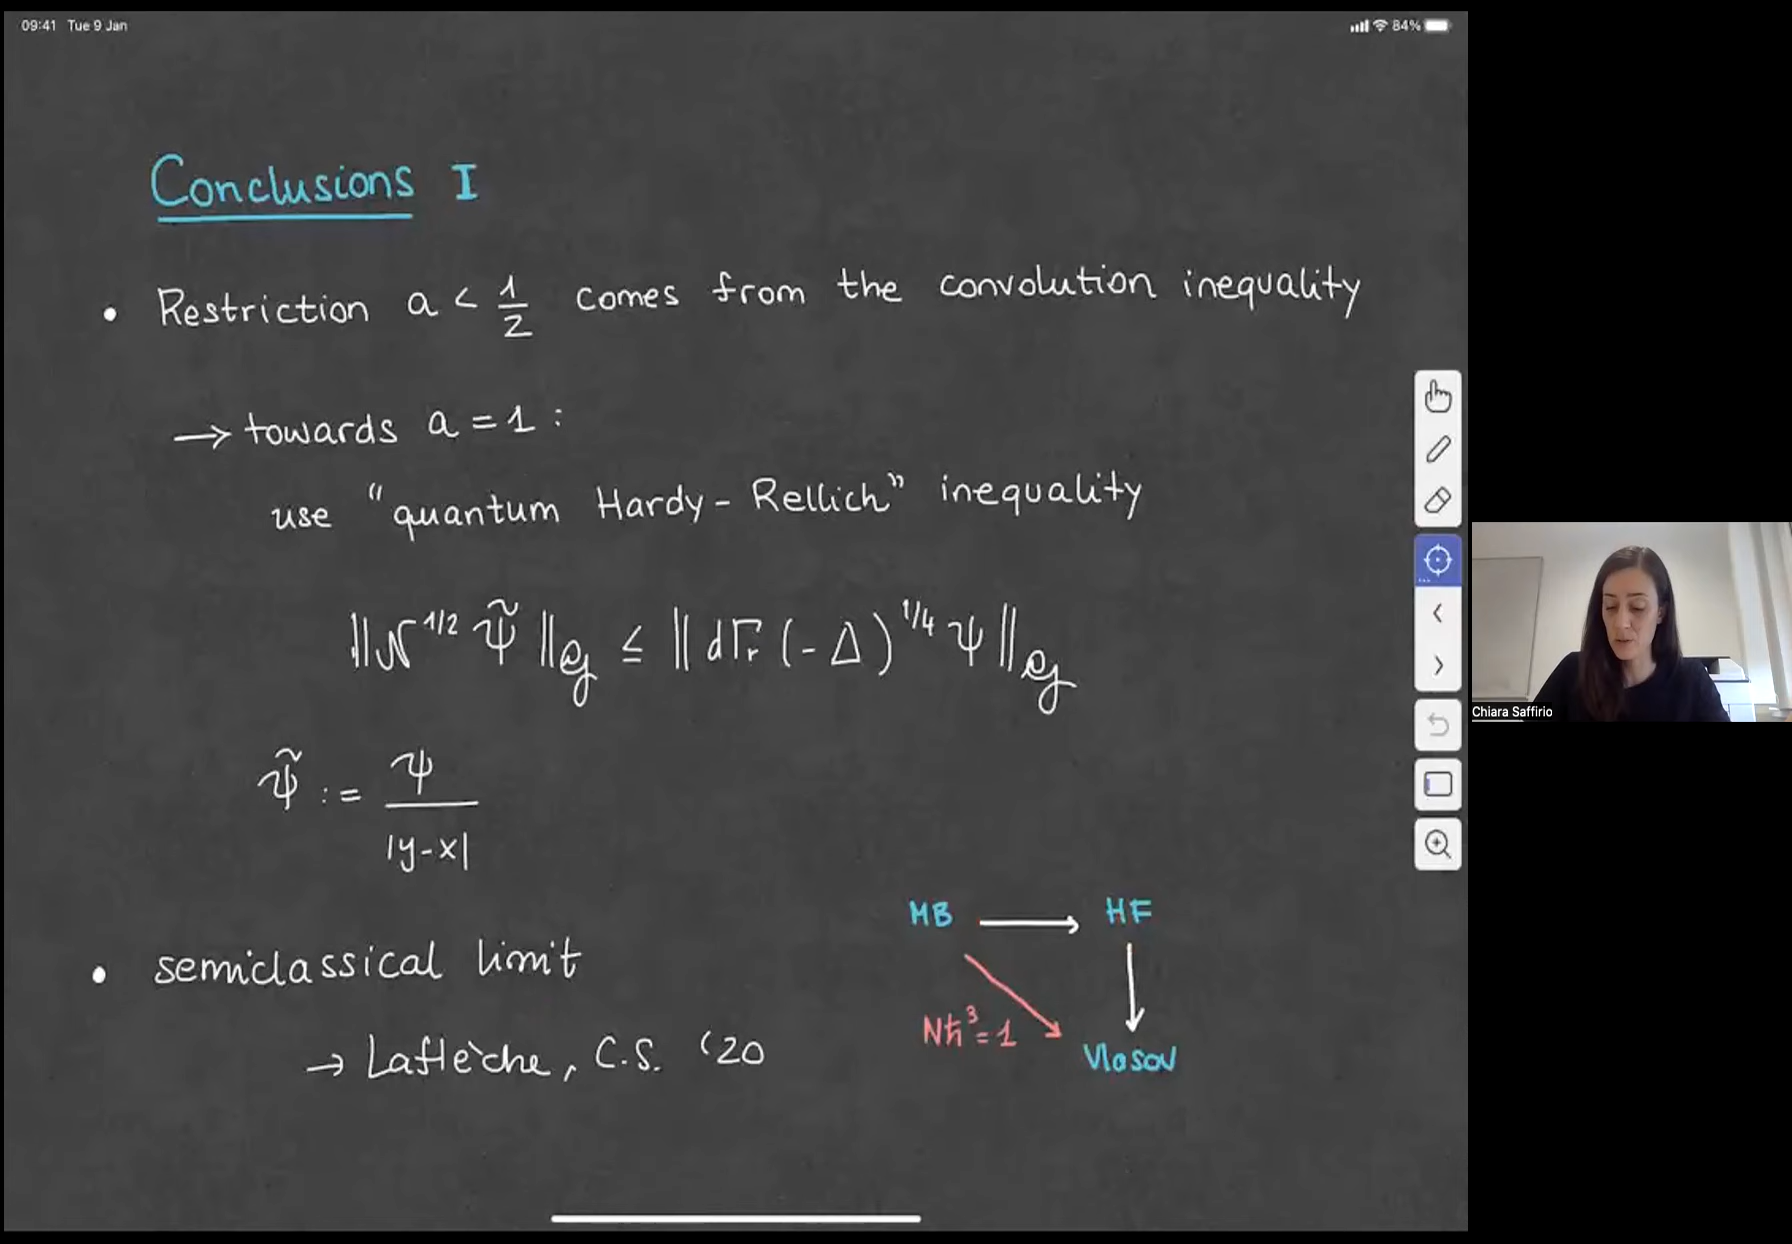 09:41 Tue 9 Jan
84%
Conclusions I
• Restriction a < 1/2 comes from the convolution inequality
→ towards a = 1 :
use "quantum Hardy-Rellich" inequality
‖𝒩^{1/2} ψ̃‖_𝒢 ≤ ‖dΓ_r(-Δ)^{1/4} ψ‖_𝒢
ψ̃ := ψ / |y-x|
MB → HF
• semiclassical limit
Nħ³=1
→ Laflèche, C.S. '20
Vlasov
Chiara Saffirio